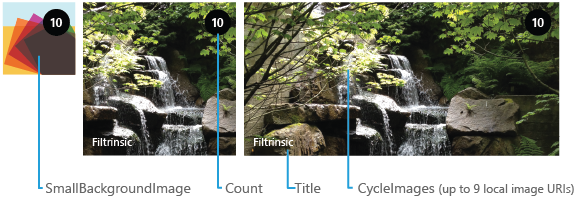 10
10
10
Filtrinsic
Filtrinsic
SmallBackgroundImage
Count
Title
CycleImages (up to 9 local image URIs)